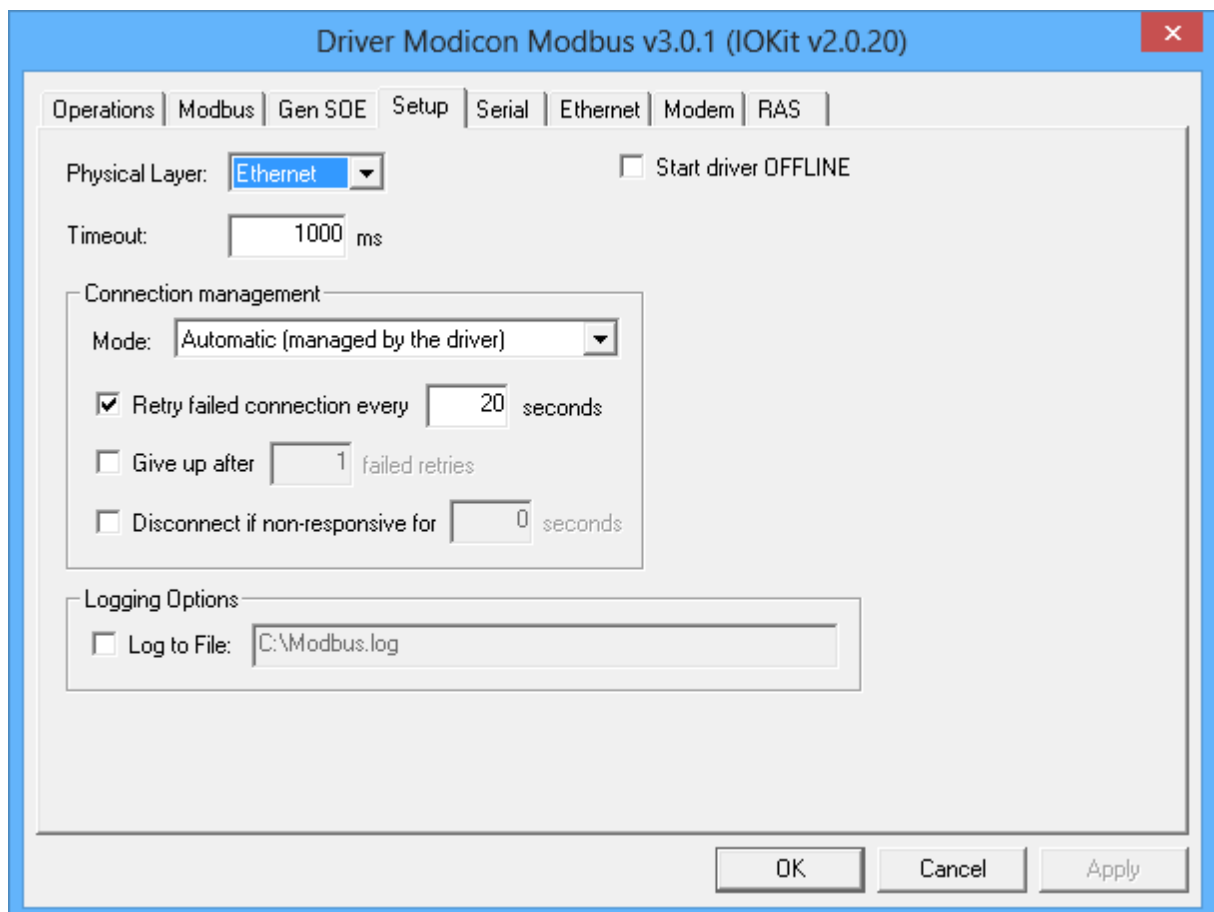 Driver Modicon Modbus v3.0.1 (IOKit v2.0.20)
Operations Modbus Gen SOE Setup Serial Ethernet Modem RAS
Physical Layer: Ethernet Start driver OFFLINE
Timeout: 1000 ms
Connection management
Mode: Automatic (managed by the driver)
Retry failed connection every 20 seconds
Give up after 1 failed retries
Disconnect if non-responsive for 0 seconds
Logging Options
Log to File: C:\Modbus.log
OK Cancel Apply